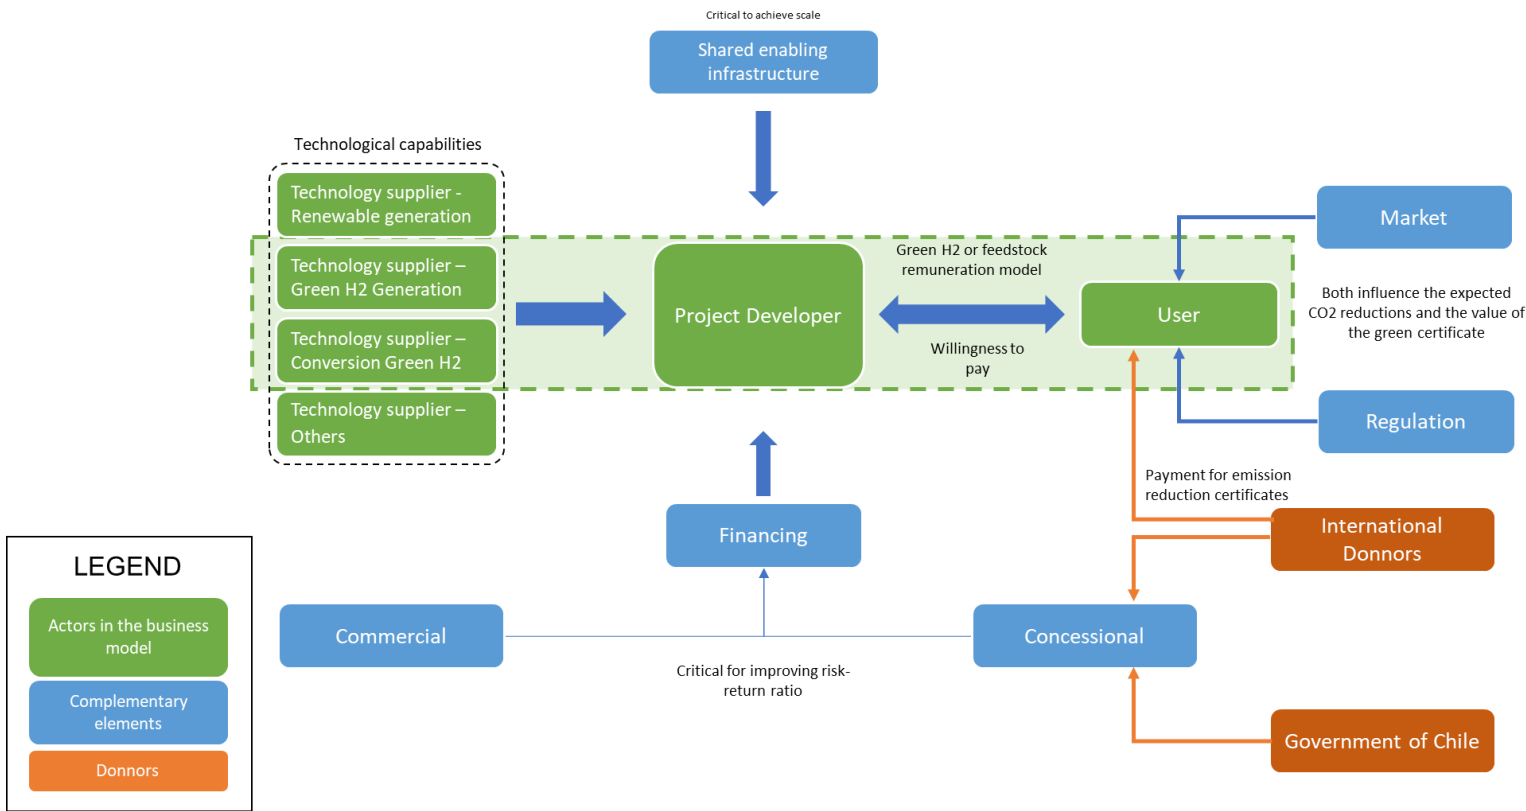 Critical to achieve scale
Shared enabling
infrastructure
Technological capabilities
Technology supplier -
Renewable generation
Technology supplier –
Green H2 Generation
Technology supplier –
Conversion Green H2
Technology supplier –
Others
Project Developer
Green H2 or feedstock
remuneration model
Willingness to
pay
User
Market
Both influence the expected
CO2 reductions and the value of
the green certificate
Regulation
Payment for emission
reduction certificates
International
Donnors
Financing
Commercial
Concessional
Critical for improving risk-
return ratio
Government of Chile
LEGEND
Actors in the business
model
Complementary
elements
Donnors